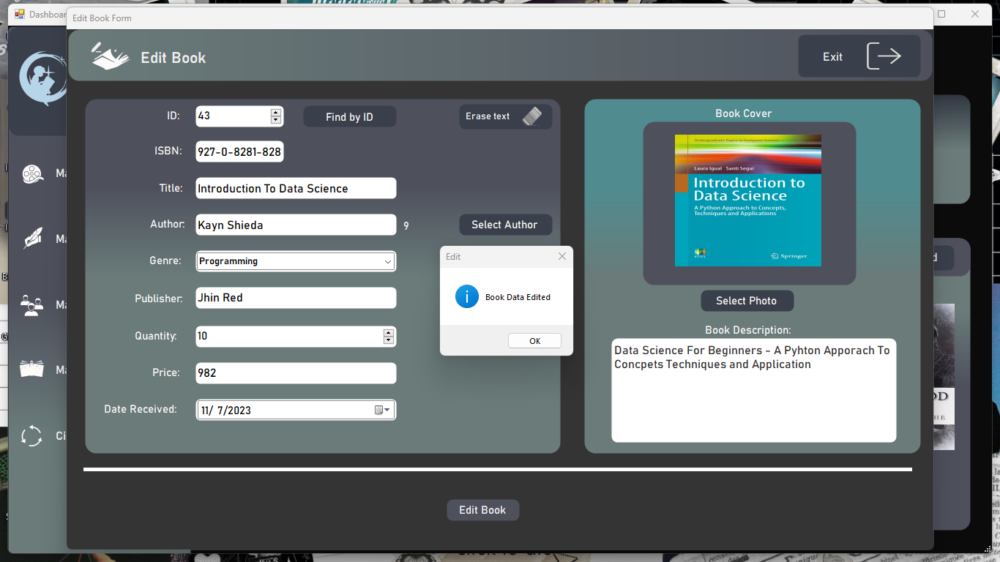 Dashboar
Edit Book Form
Edit Book
Exit
ID:
43
Find by ID
Erase text
ISBN:
927-0-8281-828
Title:
Introduction To Data Science
Author:
Kayn Shieda
9
Select Author
Genre:
Programming
Publisher:
Jhin Red
Quantity:
10
Price:
982
Date Received:
11/ 7/2023
Edit
Book Data Edited
OK
Book Cover
Undergraduate Topics in Computer Science
Laura Igual Santi Seguí
Introduction to
Data Science
A Python Approach to Concepts,
Techniques and Applications
UTICS
Springer
Select Photo
Book Description:
Data Science For Beginners - A Pyhton Apporach To
Concpets Techniques and Application
Edit Book
Ma
Ma
Ma
Ma
Ci
d
OD
HE